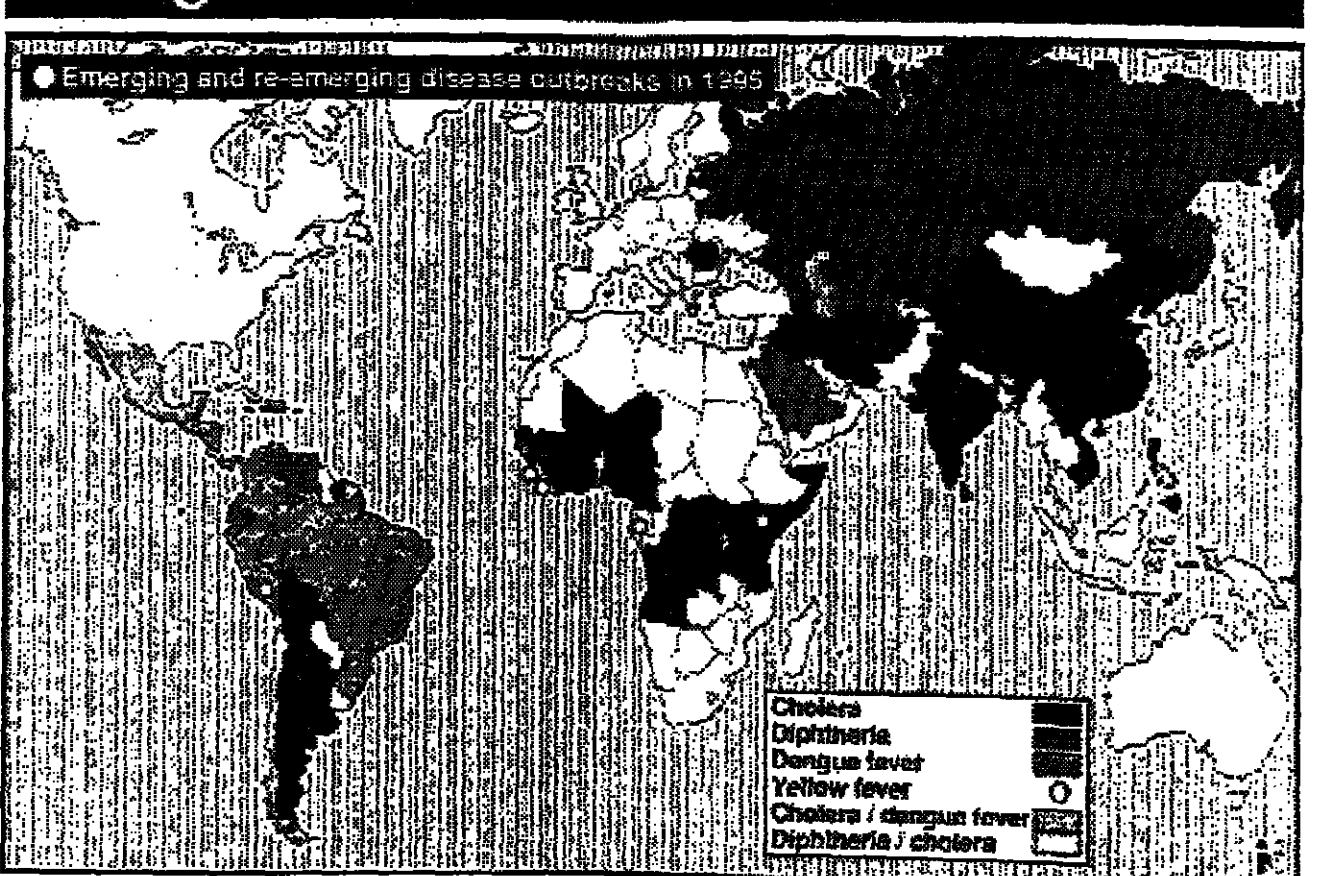 Emerging and re-emerging disease outbreaks in 1995
Cholera
Diphtheria
Dengue fever
Yellow fever
Cholera / dengue fever
Diphtheria / cholera